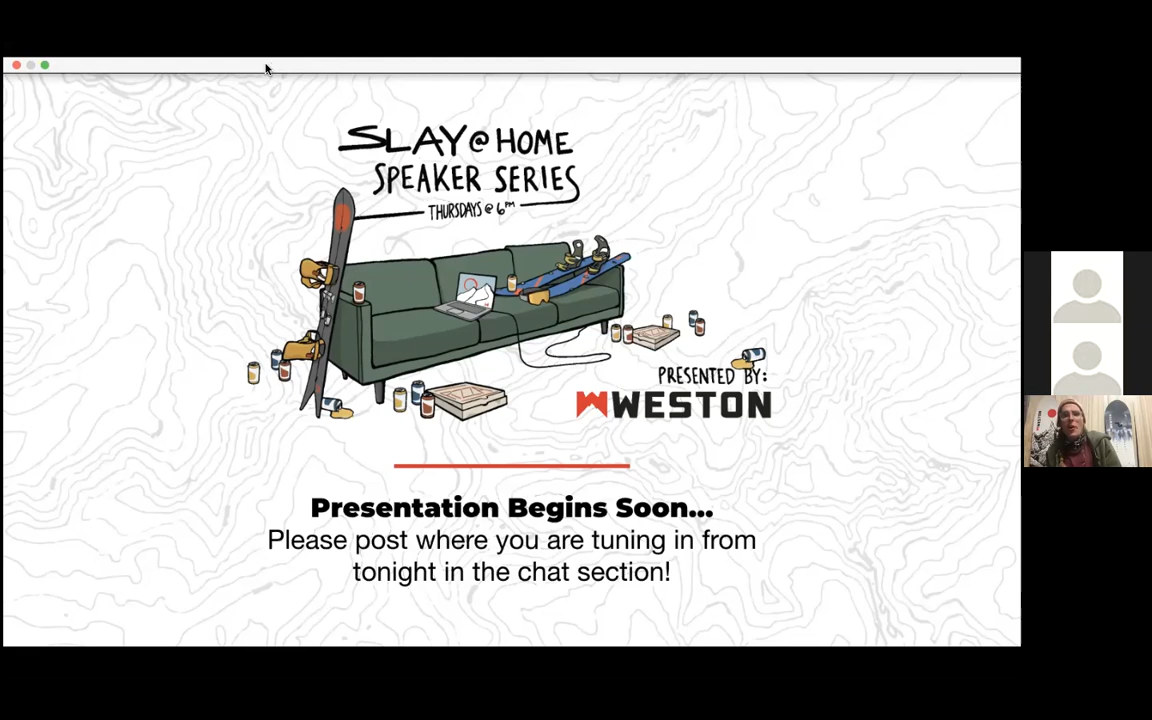 SLAY@HOME
SPEAKER SERIES
THURSDAYS @ 6PM
PRESENTED BY:
WESTON
Presentation Begins Soon...
Please post where you are tuning in from
tonight in the chat section!